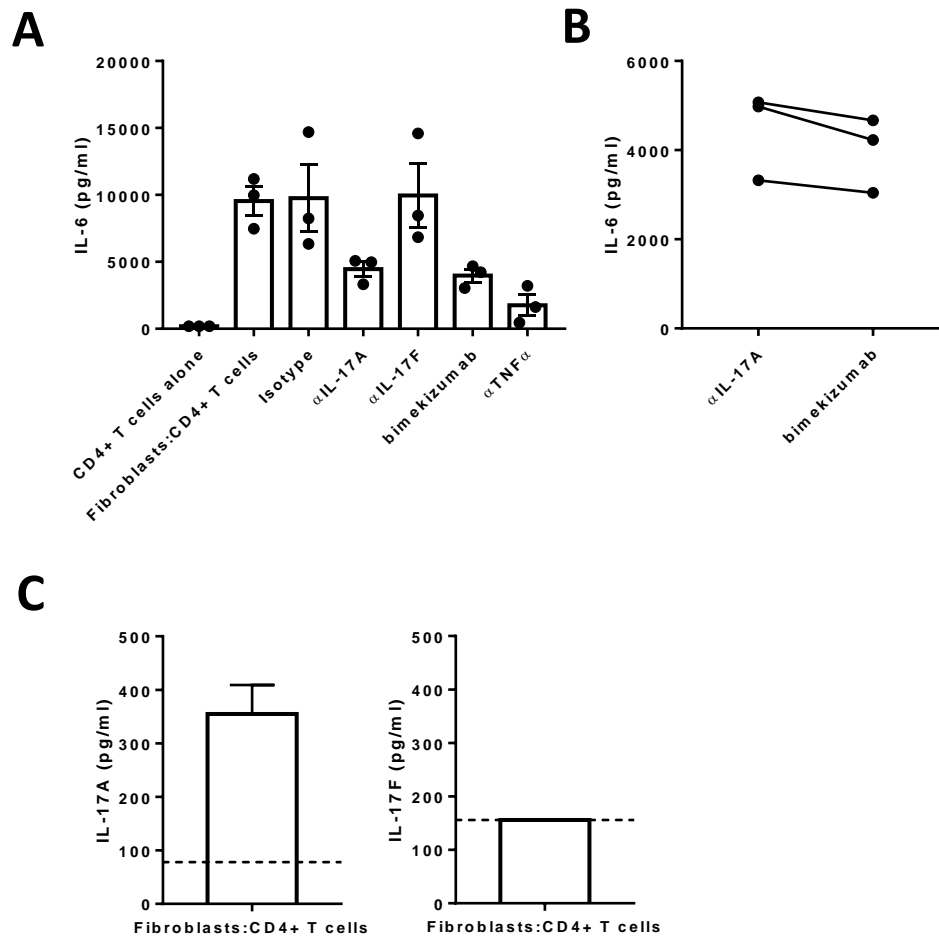 A
IL-6 (pg/ml)
20000
15000
10000
5000
0
CD4+ T cells alone
Fibroblasts:CD4+ T cells
Isotype
αIL-17A
αIL-17F
bimekizumab
αTNFα
B
IL-6 (pg/ml)
6000
4000
2000
0
αIL-17A
bimekizumab
C
IL-17A (pg/ml)
500
400
300
200
100
0
Fibroblasts:CD4+ T cells
IL-17F (pg/ml)
500
400
300
200
100
0
Fibroblasts:CD4+ T cells